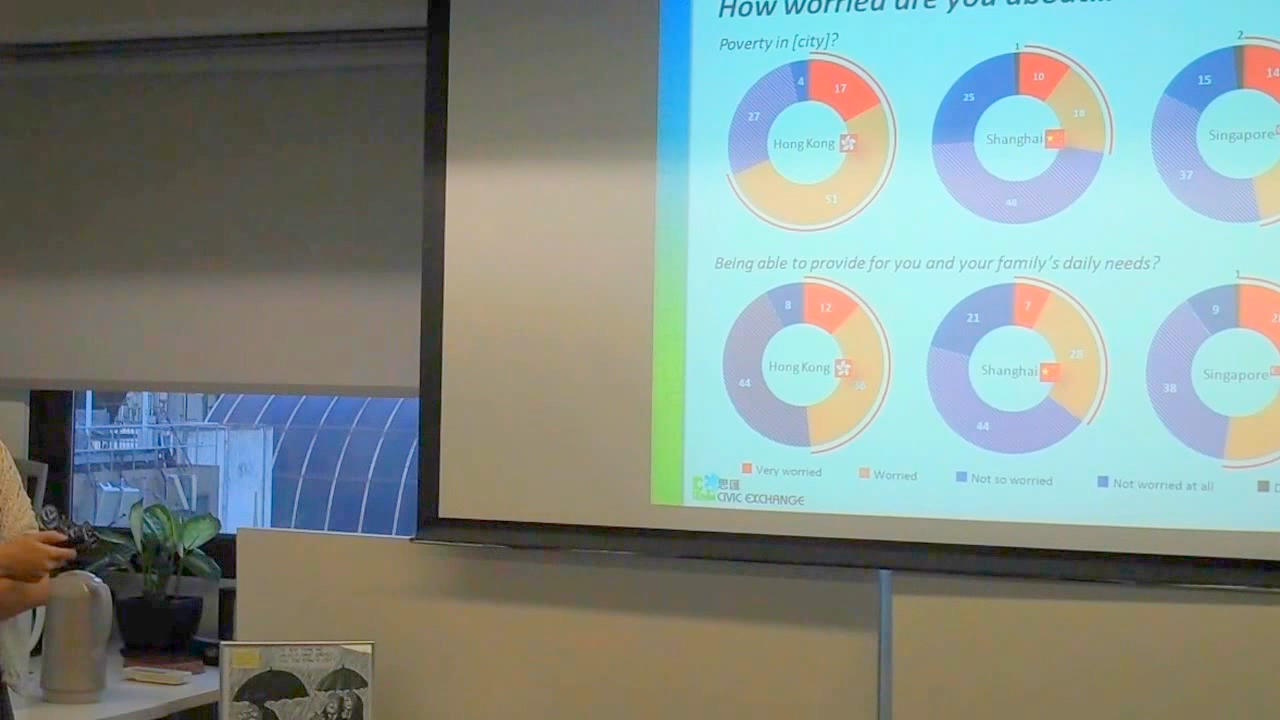 How worried are you about...
Poverty in [city]?
4
17
27
51
Hong Kong
1
10
25
18
Shanghai
2
14
15
37
Singapore
Being able to provide for you and your family's daily needs?
8
12
44
36
Hong Kong
7
21
28
44
Shanghai
1
9
38
Singapore
Very worried
Worried
Not so worried
Not worried at all
思匯
CIVIC EXCHANGE